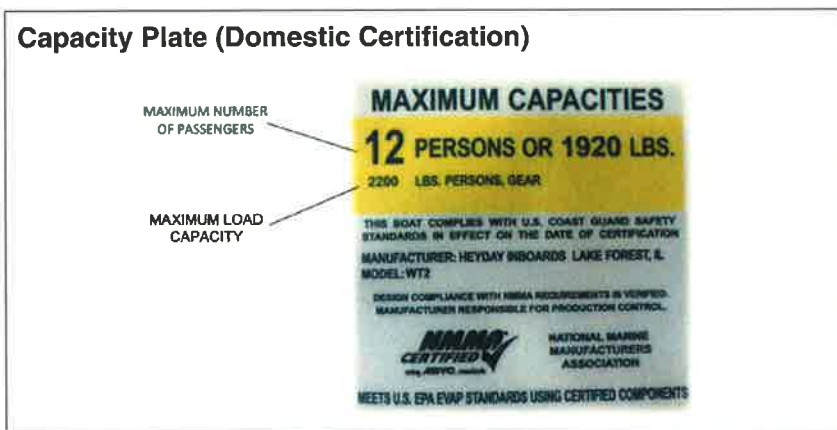 Capacity Plate (Domestic Certification)
MAXIMUM NUMBER
OF PASSENGERS
MAXIMUM LOAD
CAPACITY
MAXIMUM CAPACITIES
12 PERSONS OR 1920 LBS.
2200 LBS. PERSONS, GEAR
THIS BOAT COMPLIES WITH U.S. COAST GUARD SAFETY
STANDARDS IN EFFECT ON THE DATE OF CERTIFICATION
MANUFACTURER: HEYDAY INBOARDS LAKE FOREST, IL
MODEL: WT2
DESIGN COMPLIANCE WITH NMMA REQUIREMENTS IS VERIFIED.
MANUFACTURER RESPONSIBLE FOR PRODUCTION CONTROL.
NMMA
CERTIFIED
using ABYC standards
NATIONAL MARINE
MANUFACTURERS
ASSOCIATION
MEETS U.S. EPA EVAP STANDARDS USING CERTIFIED COMPONENTS